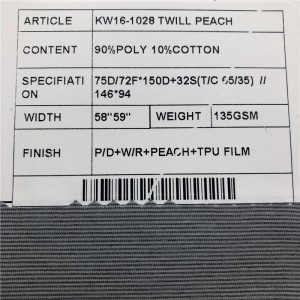 ARTICLE KW16-1028 TWILL PEACH
CONTENT 90%POLY 10%COTTON
SPECIFIATI 75D/72F*150D+32S(T/C 65/35) //
ON 146*94
WIDTH 58"59" WEIGHT 135GSM
FINISH P/D+W/R+PEACH+TPU FILM